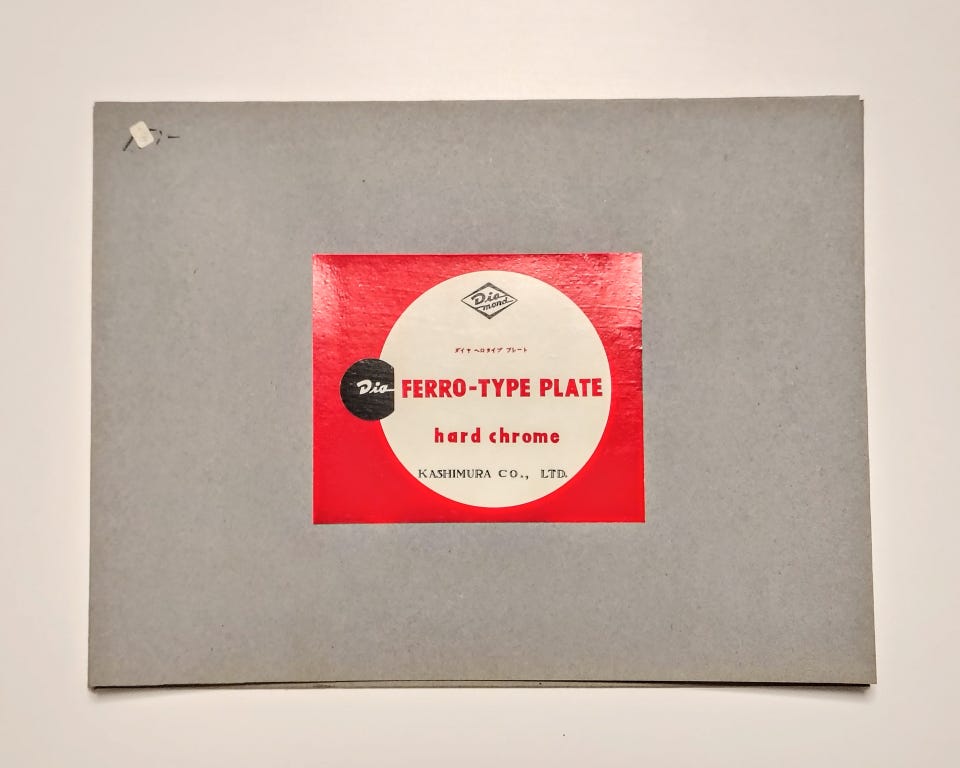 Dia
mond
ダイヤ ヘロタイプ プレート
Dia FERRO-TYPE PLATE
hard chrome
KASHIMURA CO., LTD.